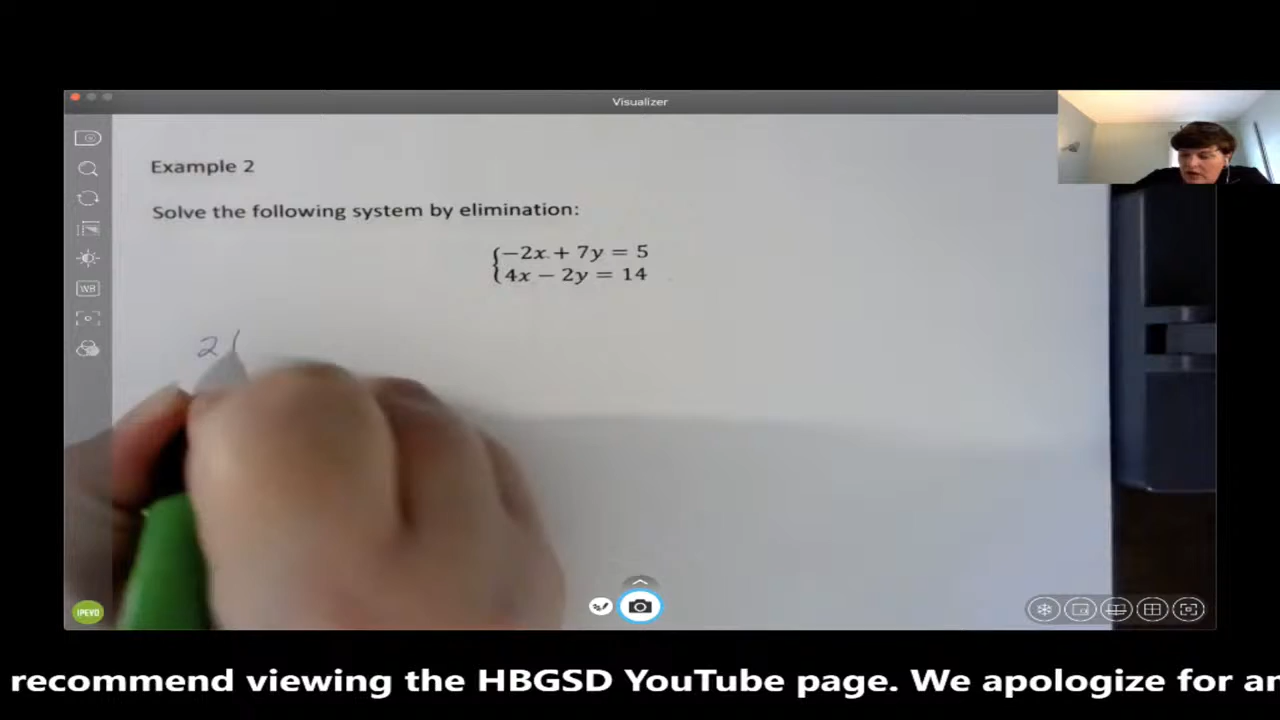 Visualizer
Example 2
Solve the following system by elimination:
{−2x + 7y = 5
{4x − 2y = 14
2 (
WB
IPEVO
recommend viewing the HBGSD YouTube page. We apologize for an